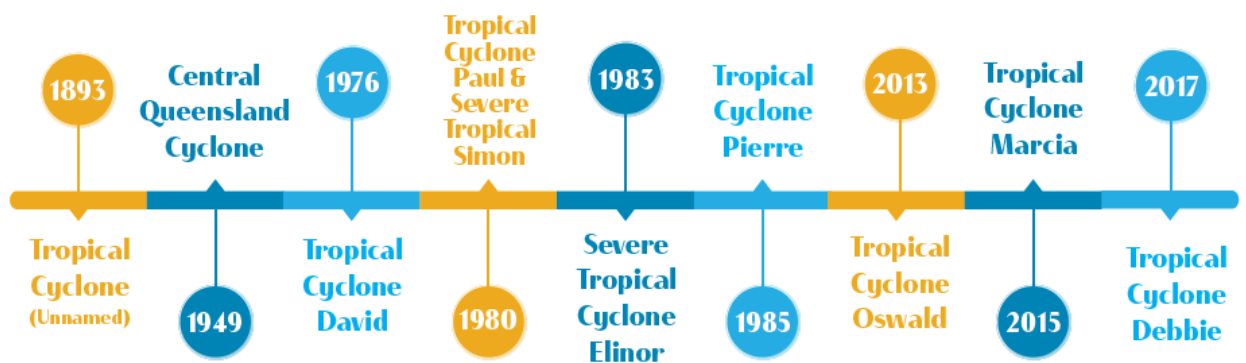 1893
Tropical
Cyclone
(Unnamed)
Central
Queensland
Cyclone
1949
1976
Tropical
Cyclone
David
Tropical
Cyclone
Paul &
Severe
Tropical
Simon
1980
1983
Severe
Tropical
Cyclone
Elinor
Tropical
Cyclone
Pierre
1985
2013
Tropical
Cyclone
Oswald
Tropical
Cyclone
Marcia
2015
2017
Tropical
Cyclone
Debbie